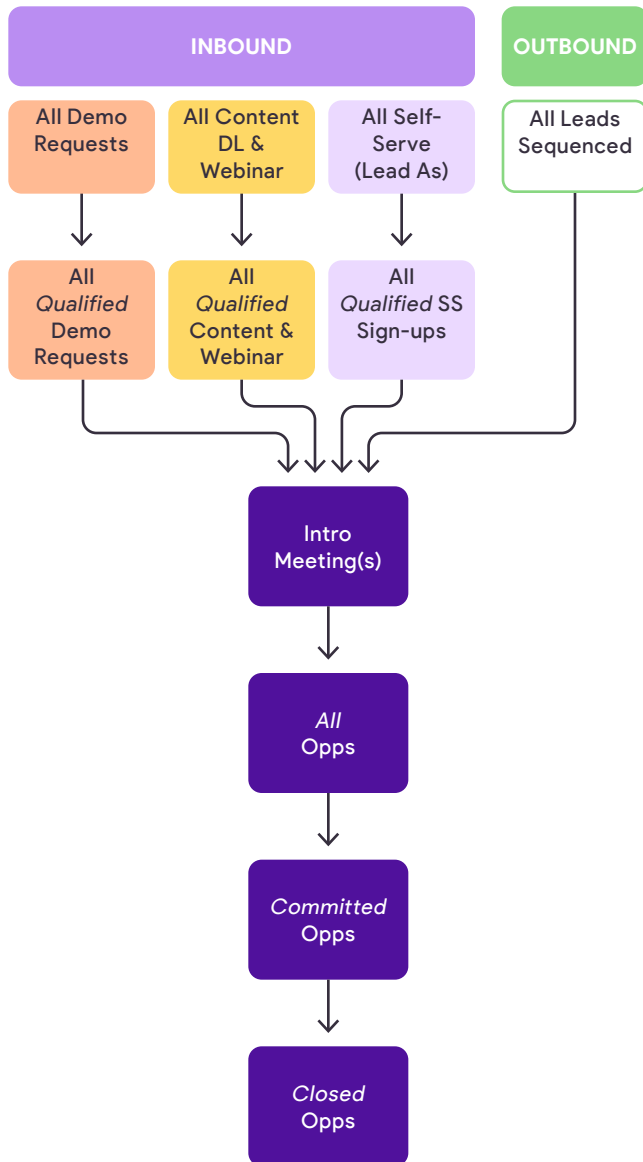 INBOUND
OUTBOUND
All Demo
Requests
All Content
DL &
Webinar
All Self-
Serve
(Lead As)
All Leads
Sequenced
All
Qualified
Demo
Requests
All
Qualified
Content &
Webinar
All
Qualified SS
Sign-ups
Intro
Meeting(s)
All
Opps
Committed
Opps
Closed
Opps